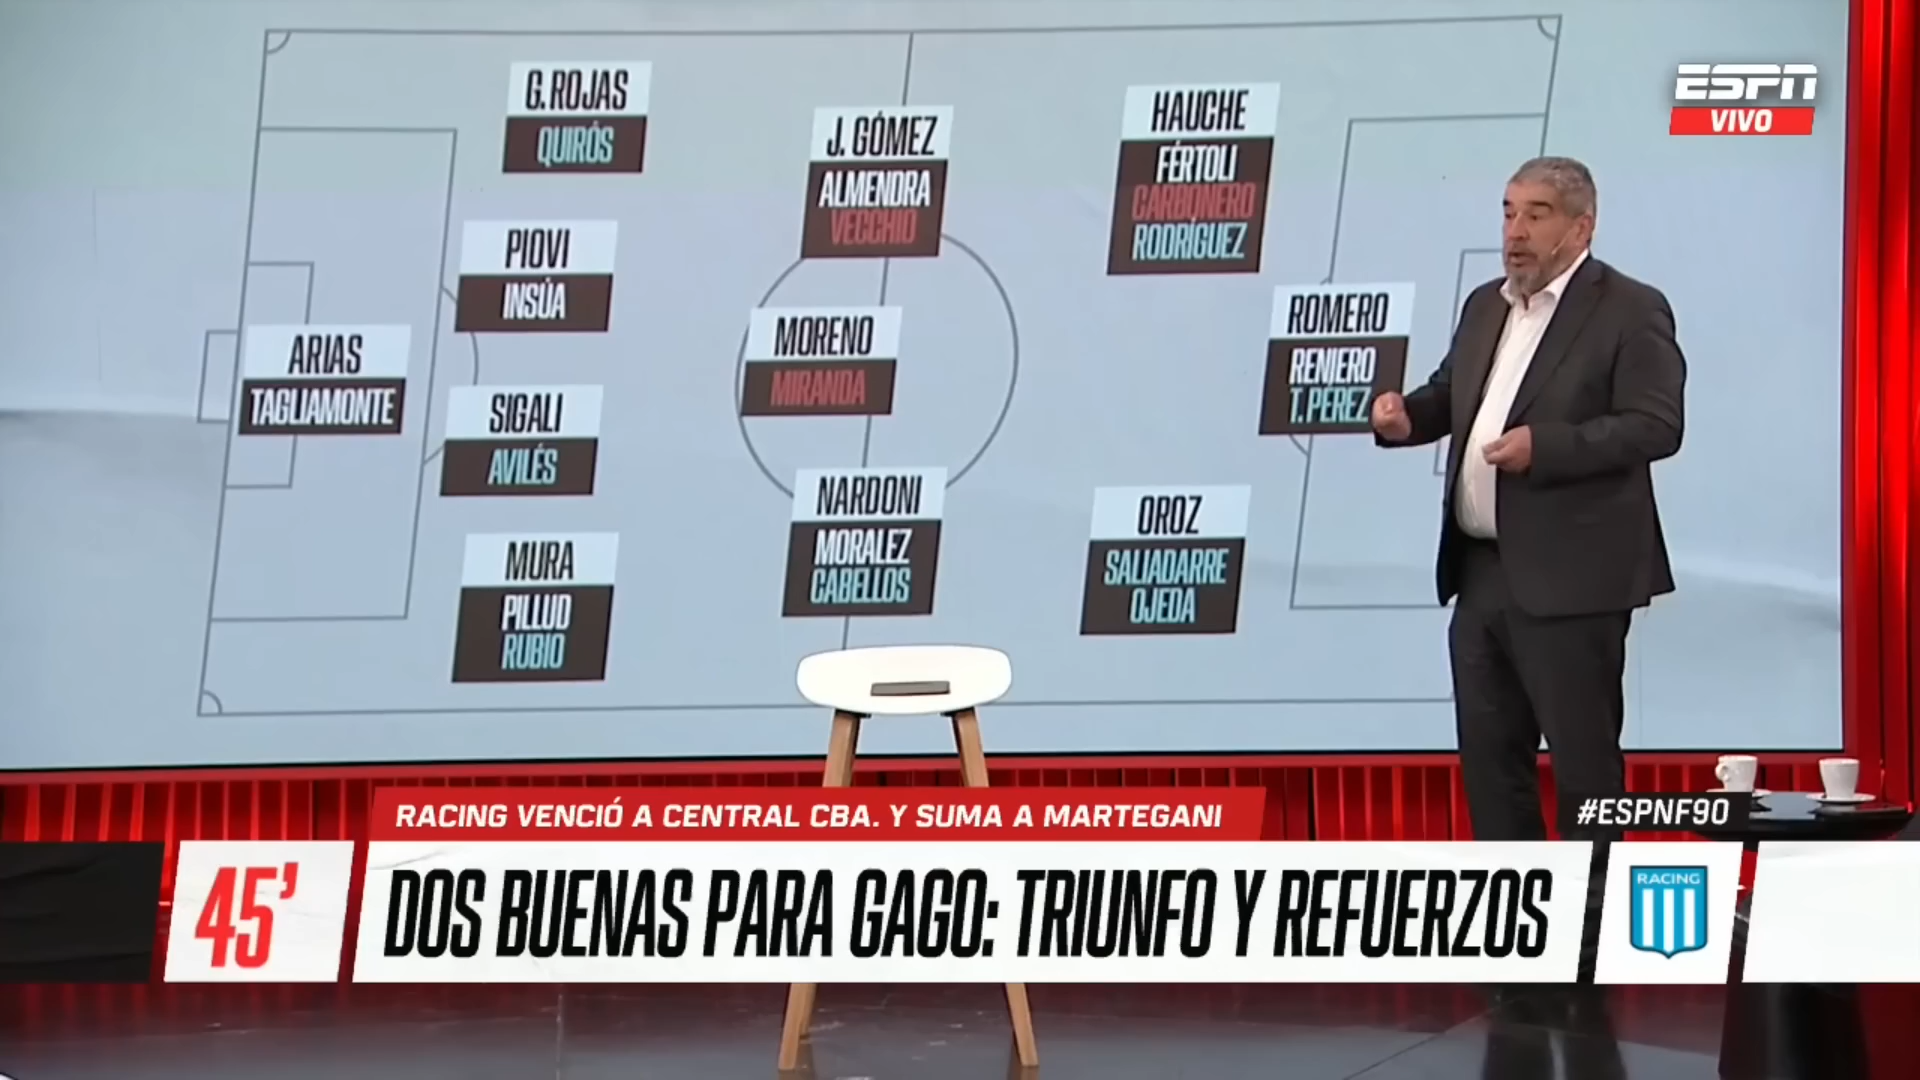 G. ROJAS
QUIRÓS
PIOVI
INSÚA
ARIAS
TAGLIAMONTE
SIGALI
AVILÉS
MURA
PILLUD
RUBIO
J. GÓMEZ
ALMENDRA
VECCHIO
MORENO
MIRANDA
NARDONI
MORALEZ
CABELLOS
HAUCHE
FÉRTOLI
CARBONERO
RODRÍGUEZ
ROMERO
RENIERO
T. PÉREZ
OROZ
SALIADARRE
OJEDA
ESPN
VIVO
RACING VENCIÓ A CENTRAL CBA. Y SUMA A MARTEGANI
#ESPNF90
45'
DOS BUENAS PARA GAGO: TRIUNFO Y REFUERZOS
RACING